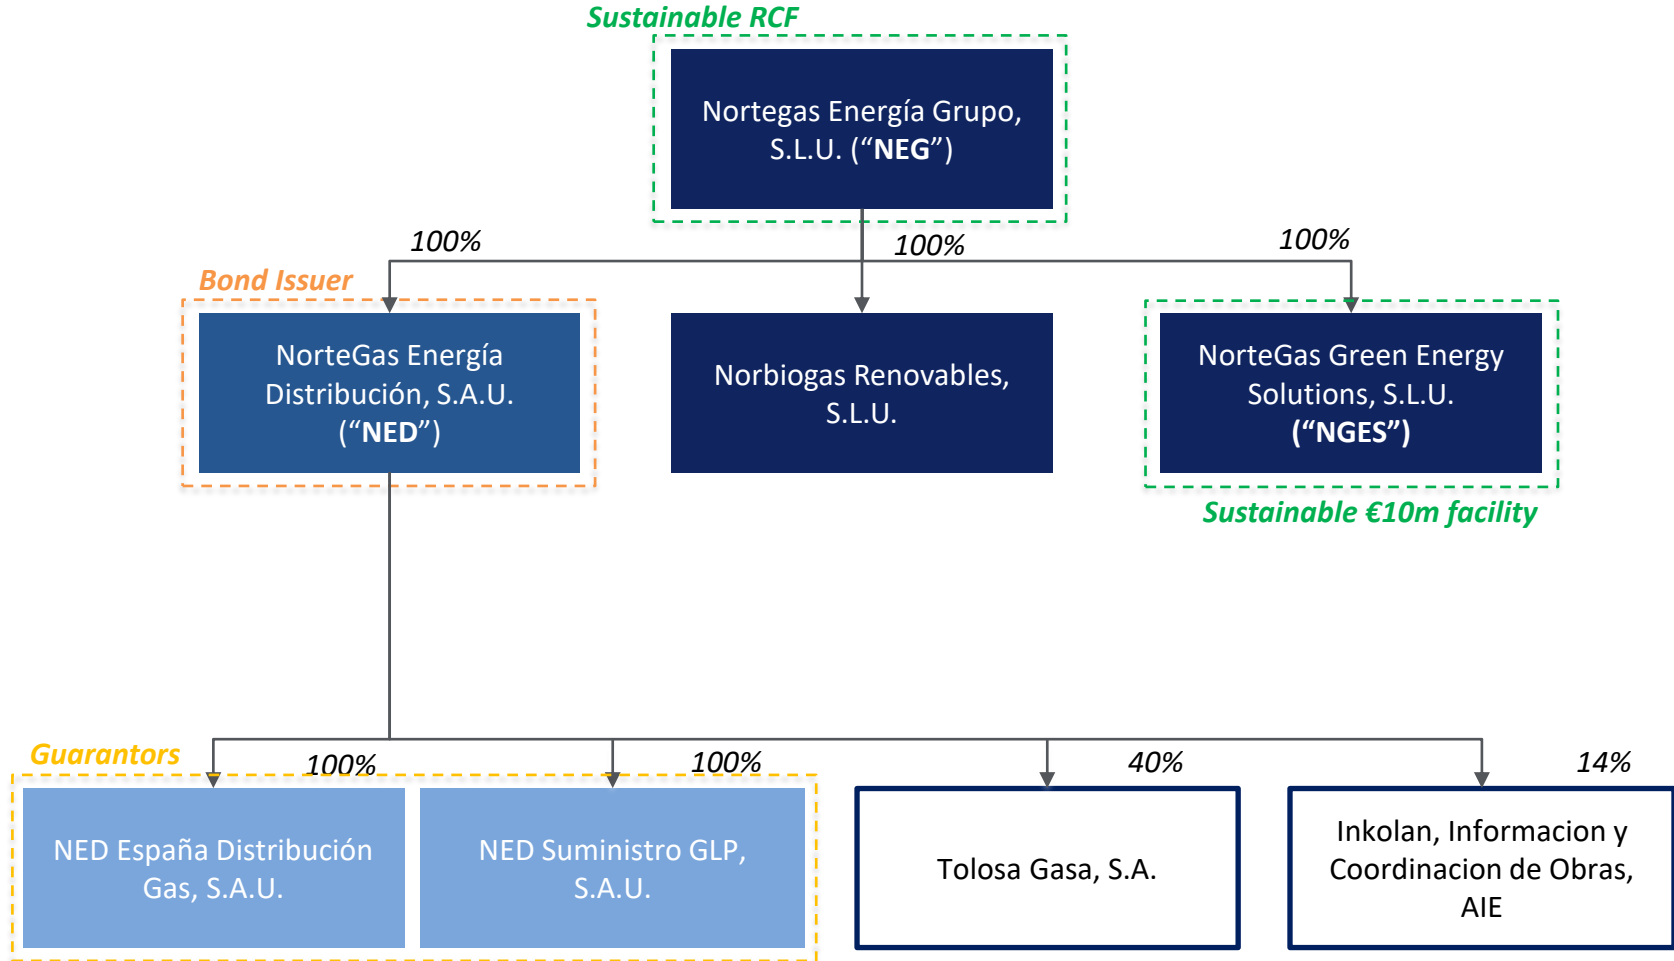 Sustainable RCF
Nortegas Energía Grupo,
S.L.U. (“NEG”)
100%
100%
100%
Bond Issuer
NorteGas Energía
Distribución, S.A.U.
(“NED”)
Norbiogas Renovables,
S.L.U.
NorteGas Green Energy
Solutions, S.L.U.
(“NGES”)
Sustainable €10m facility
Guarantors
100%
100%
40%
14%
NED España Distribución
Gas, S.A.U.
NED Suministro GLP,
S.A.U.
Tolosa Gasa, S.A.
Inkolan, Informacion y
Coordinacion de Obras,
AIE